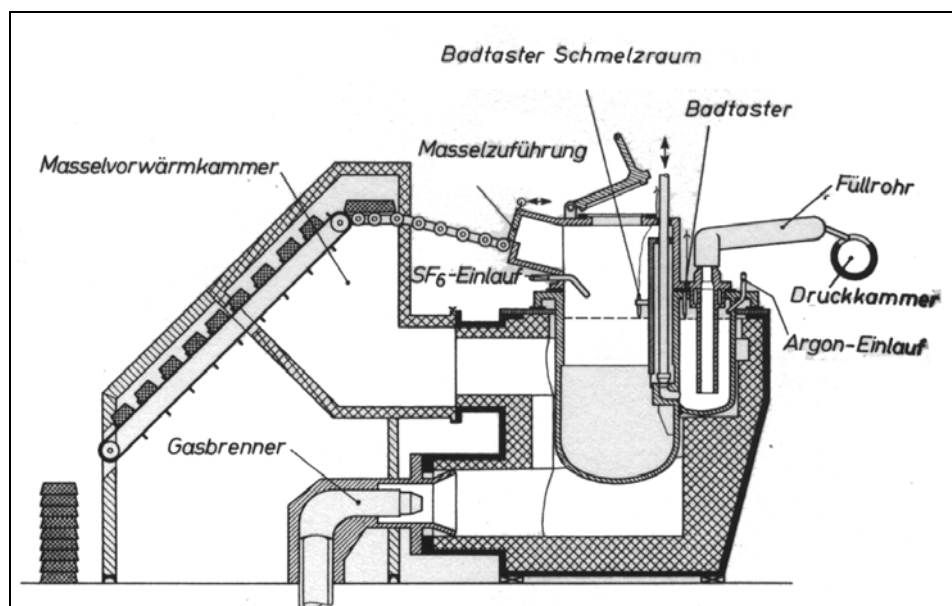 Badtaster Schmelzraum
Badtaster
Masselvorwärmkammer
Masselzuführung
Füllrohr
SF6-Einlauf
Druckkammer
Argon-Einlauf
Gasbrenner